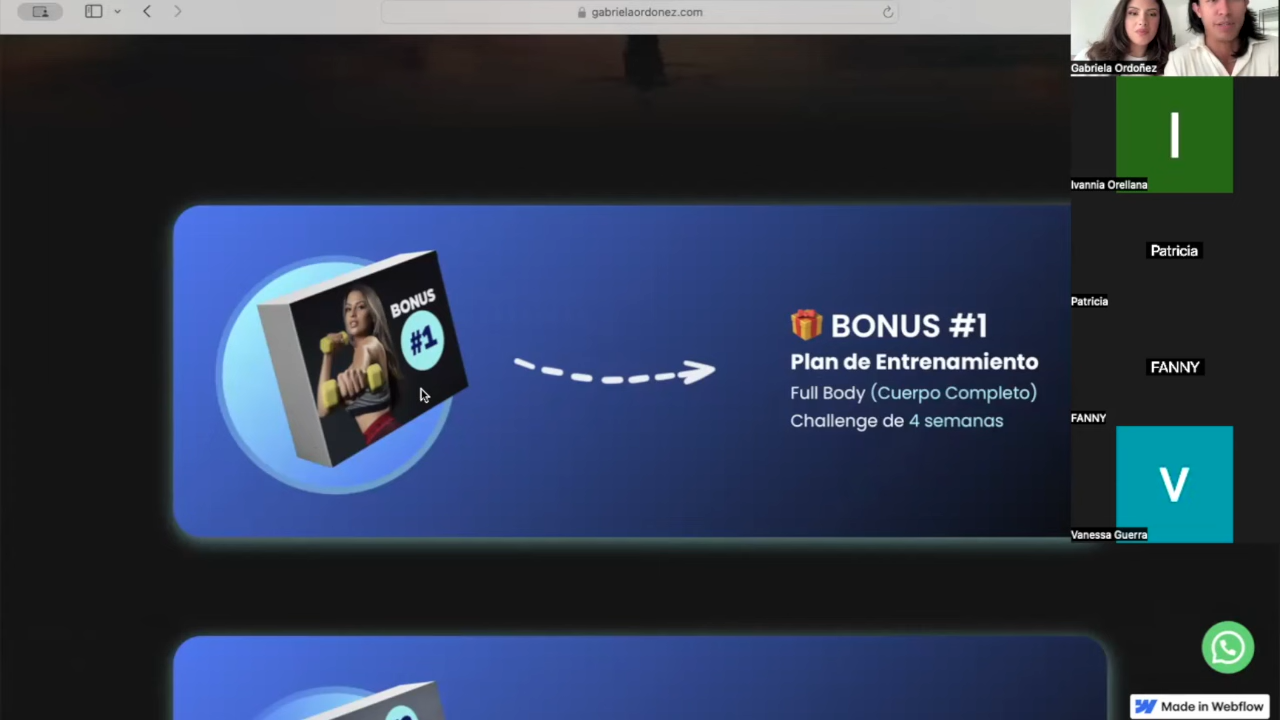 gabrielaordonez.com
Gabriela Ordoñez
I
Ivannia Orellana
Patricia
Patricia
FANNY
FANNY
V
Vanessa Guerra
BONUS
#1
BONUS #1
Plan de Entrenamiento
Full Body (Cuerpo Completo)
Challenge de 4 semanas
Made in Webflow